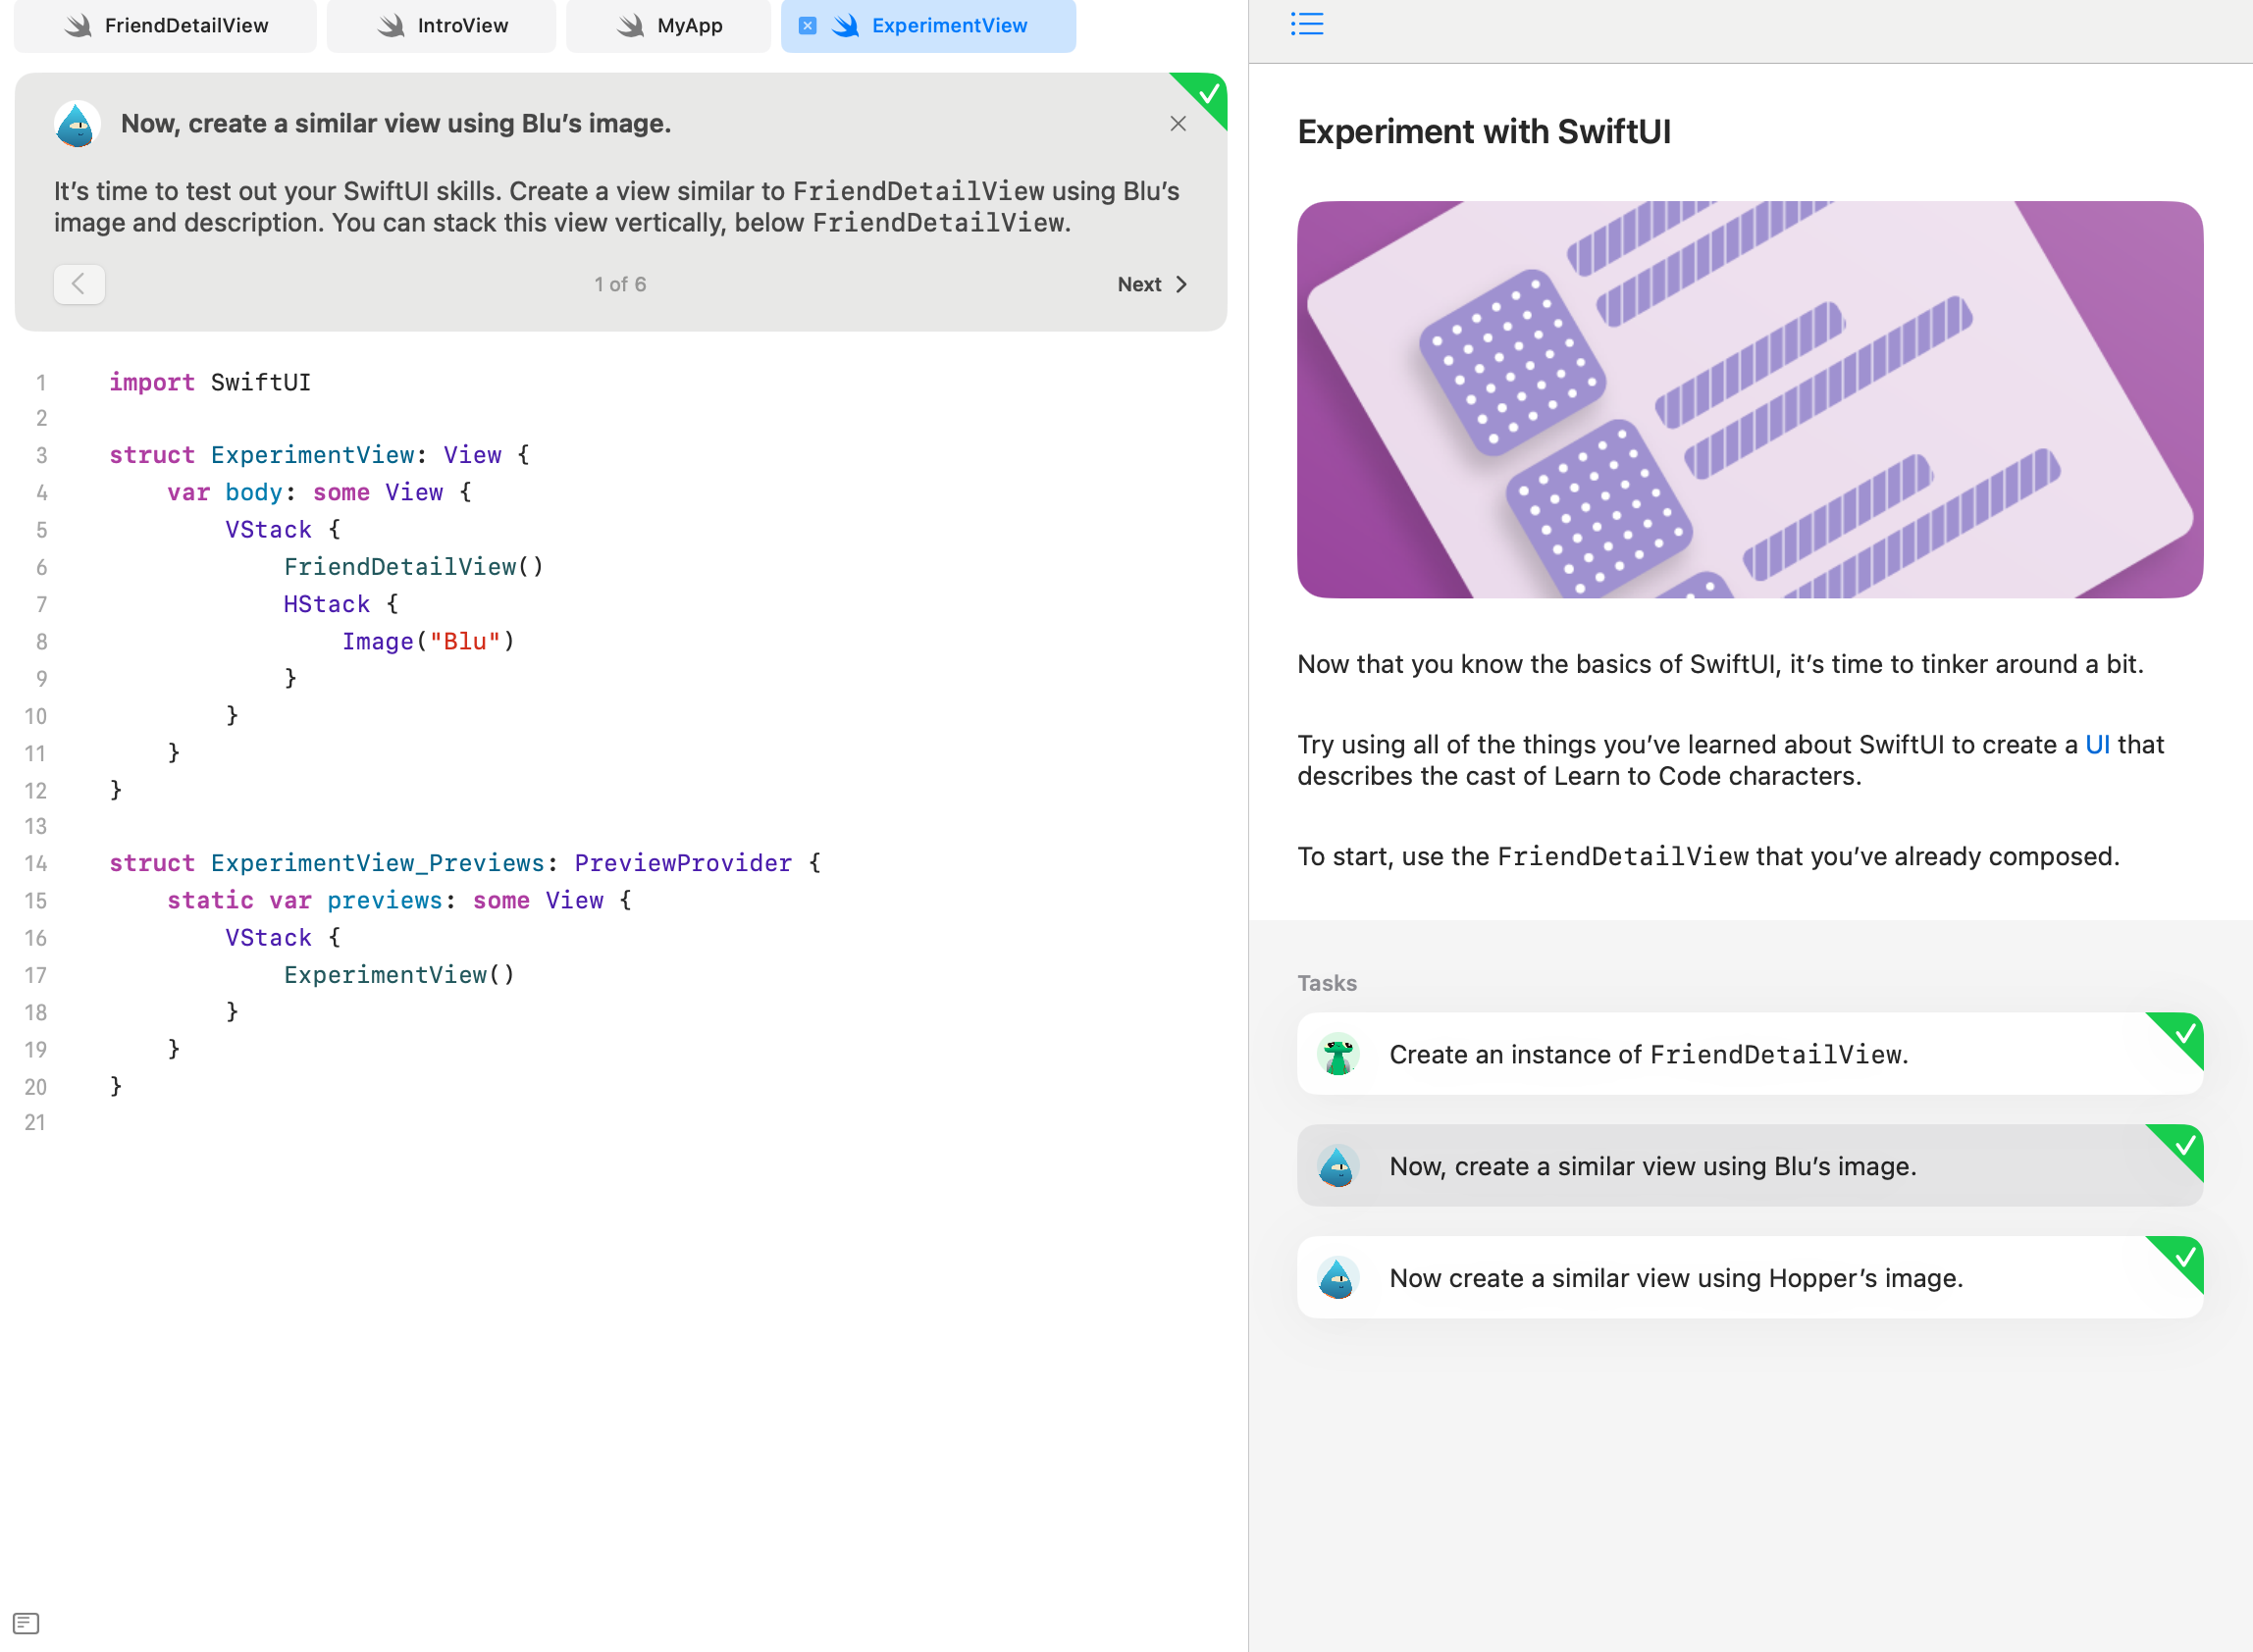 FriendDetailView
IntroView
MyApp
ExperimentView
Now, create a similar view using Blu’s image.
It’s time to test out your SwiftUI skills. Create a view similar to FriendDetailView using Blu’s
image and description. You can stack this view vertically, below FriendDetailView.
1 of 6
Next
1 import SwiftUI
2
3 struct ExperimentView: View {
4 var body: some View {
5 VStack {
6 FriendDetailView()
7 HStack {
8 Image("Blu")
9 }
10 }
11 }
12 }
13
14 struct ExperimentView_Previews: PreviewProvider {
15 static var previews: some View {
16 VStack {
17 ExperimentView()
18 }
19 }
20 }
21
Experiment with SwiftUI
Now that you know the basics of SwiftUI, it’s time to tinker around a bit.
Try using all of the things you’ve learned about SwiftUI to create a UI that
describes the cast of Learn to Code characters.
To start, use the FriendDetailView that you’ve already composed.
Tasks
Create an instance of FriendDetailView.
Now, create a similar view using Blu’s image.
Now create a similar view using Hopper’s image.